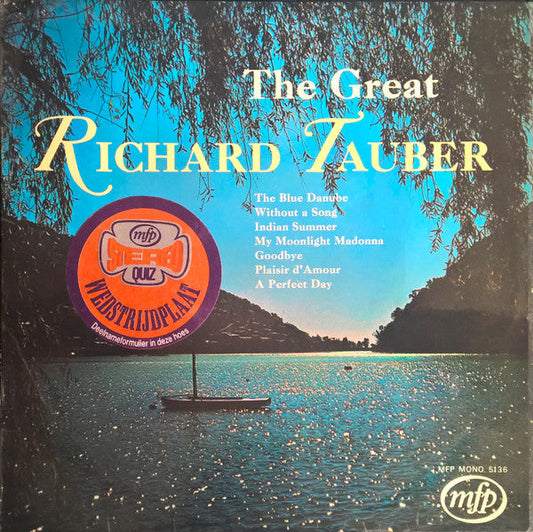 The Great
RICHARD TAUBER
The Blue Danube
Without a Song
Indian Summer
My Moonlight Madonna
Goodbye
Plaisir d'Amour
A Perfect Day
mfp
STEREO
QUIZ
WEDSTRIJDPLAAT
Deelnameformulier in deze hoes
MFP MONO. 5136
mfp